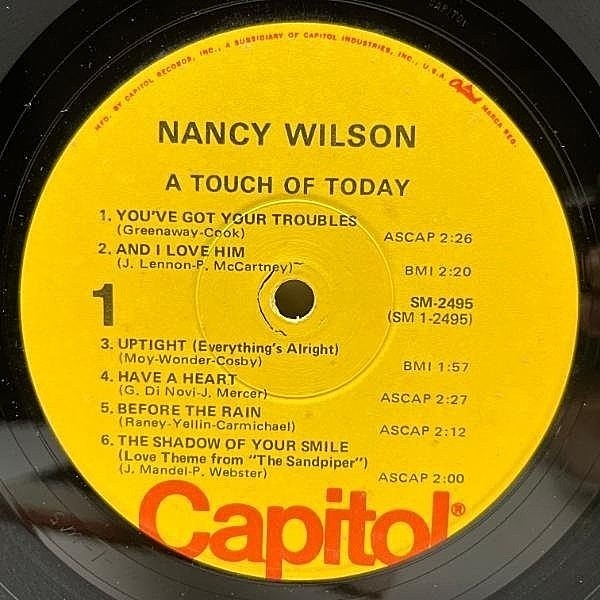 CAPITOL
MFD. BY CAPITOL RECORDS, INC., A SUBSIDIARY OF CAPITOL INDUSTRIES, INC., U.S.A. Capitol MARCA REG.
NANCY WILSON
A TOUCH OF TODAY
1. YOU'VE GOT YOUR TROUBLES
(Greenaway-Cook) ASCAP 2:26
2. AND I LOVE HIM
(J. Lennon-P. McCartney) BMI 2:20
1
SM-2495
(SM 1-2495)
3. UPTIGHT (Everything's Alright)
(Moy-Wonder-Cosby) BMI 1:57
4. HAVE A HEART
(G. Di Novi-J. Mercer) ASCAP 2:27
5. BEFORE THE RAIN
(Raney-Yellin-Carmichael) ASCAP 2:12
6. THE SHADOW OF YOUR SMILE
(Love Theme from "The Sandpiper")
(J. Mandel-P. Webster) ASCAP 2:00
Capitol®